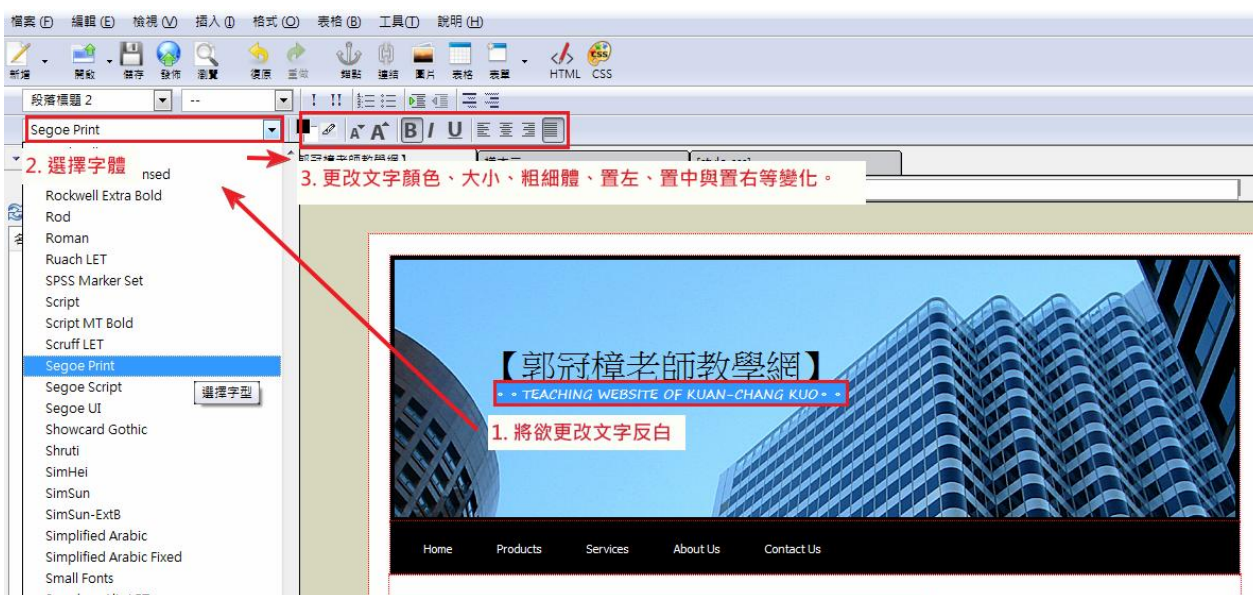 檔案(F) 編輯(E) 檢視(V) 插入(I) 格式(O) 表格(B) 工具(T) 說明(H)
新增 開啟 儲存 發佈 瀏覽 復原 重做 錨點 連結 圖片 表格 表單 HTML CSS
段落標題 2 --
Segoe Print
2. 選擇字體
nsed
3. 更改文字顏色、大小、粗細體、置左、置中與置右等變化。
Rockwell Extra Bold
Rod
Roman
Ruach LET
SPSS Marker Set
Script
Script MT Bold
Scruff LET
Segoe Print
Segoe Script
選擇字型
Segoe UI
Showcard Gothic
Shruti
SimHei
SimSun
SimSun-ExtB
Simplified Arabic
Simplified Arabic Fixed
Small Fonts
【郭冠樟老師教學網】
∘ ∘ TEACHING WEBSITE OF KUAN-CHANG KUO ∘ ∘
1. 將欲更改文字反白
Home Products Services About Us Contact Us